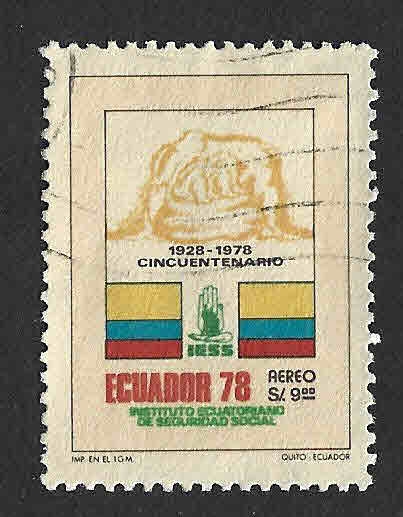 1928-1978
CINCUENTENARIO
IESS
ECUADOR 78
AEREO
S/. 9.00
INSTITUTO ECUATORIANO
DE SEGURIDAD SOCIAL
IMP. EN EL I.G.M.
QUITO - ECUADOR